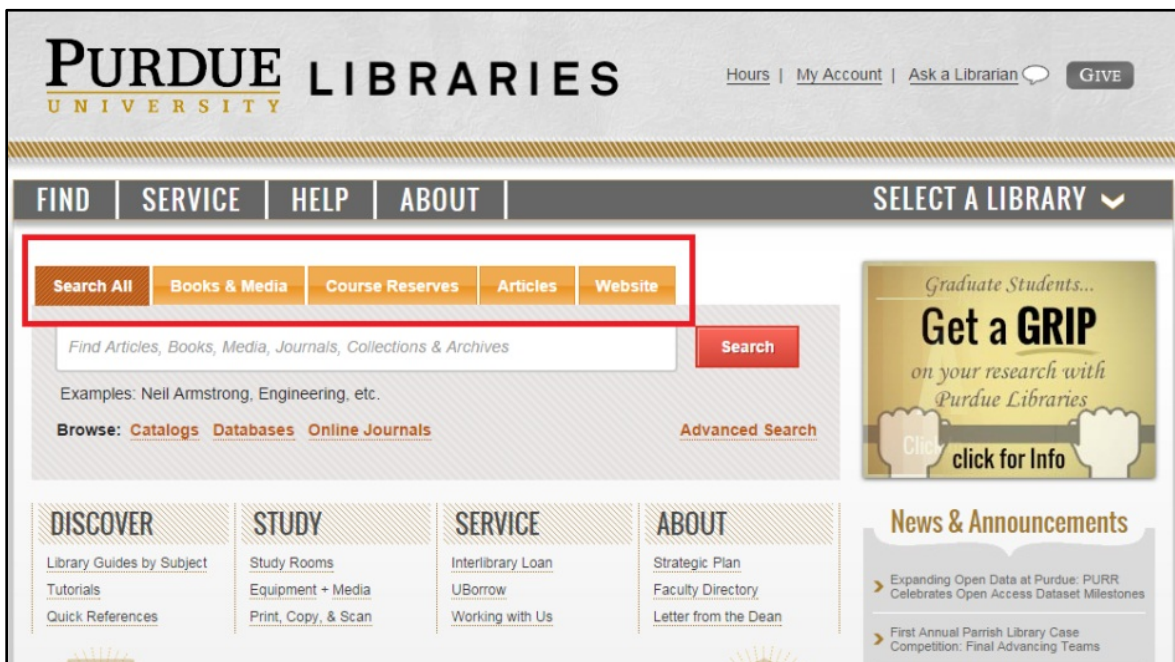 PURDUE
UNIVERSITY
LIBRARIES
Hours | My Account | Ask a Librarian GIVE
FIND | SERVICE | HELP | ABOUT | SELECT A LIBRARY
Search All Books & Media Course Reserves Articles Website
Find Articles, Books, Media, Journals, Collections & Archives Search
Examples: Neil Armstrong, Engineering, etc.
Browse: Catalogs Databases Online Journals Advanced Search
Graduate Students...
Get a GRIP
on your research with
Purdue Libraries
Click
click for Info
DISCOVER
Library Guides by Subject
Tutorials
Quick References
STUDY
Study Rooms
Equipment + Media
Print, Copy, & Scan
SERVICE
Interlibrary Loan
UBorrow
Working with Us
ABOUT
Strategic Plan
Faculty Directory
Letter from the Dean
News & Announcements
Expanding Open Data at Purdue: PURR
Celebrates Open Access Dataset Milestones
First Annual Parrish Library Case
Competition: Final Advancing Teams